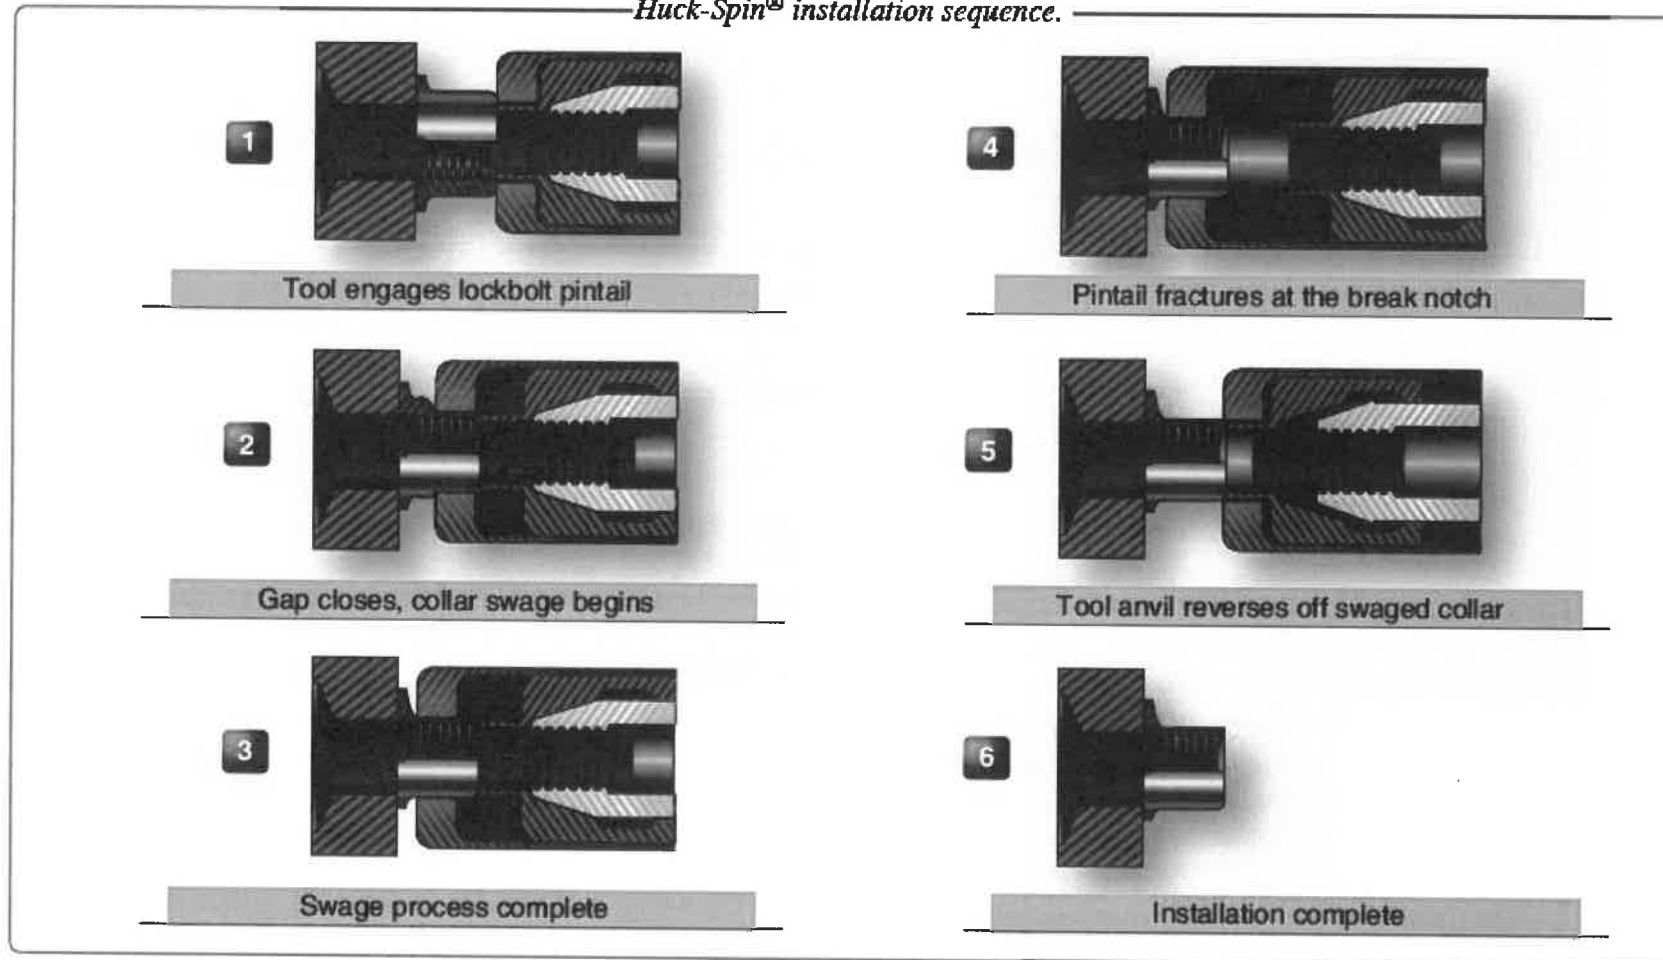 Huck-Spin® installation sequence.
1
Tool engages lockbolt pintail
2
Gap closes, collar swage begins
3
Swage process complete
4
Pintail fractures at the break notch
5
Tool anvil reverses off swaged collar
6
Installation complete